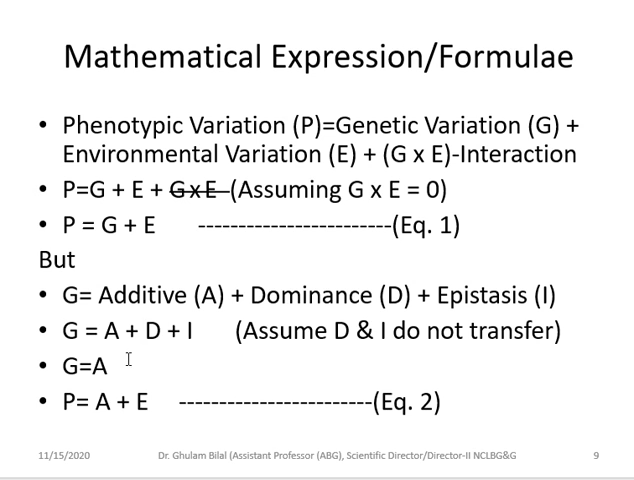 Mathematical Expression/Formulae
• Phenotypic Variation (P)=Genetic Variation (G) +
Environmental Variation (E) + (G x E)-Interaction
• P=G + E + G x E (Assuming G x E = 0)
• P = G + E ------------------------(Eq. 1)
But
• G= Additive (A) + Dominance (D) + Epistasis (I)
• G = A + D + I (Assume D & I do not transfer)
• G=A
• P= A + E ------------------------(Eq. 2)
11/15/2020 Dr. Ghulam Bilal (Assistant Professor (ABG), Scientific Director/Director-II NCLBG&G 9